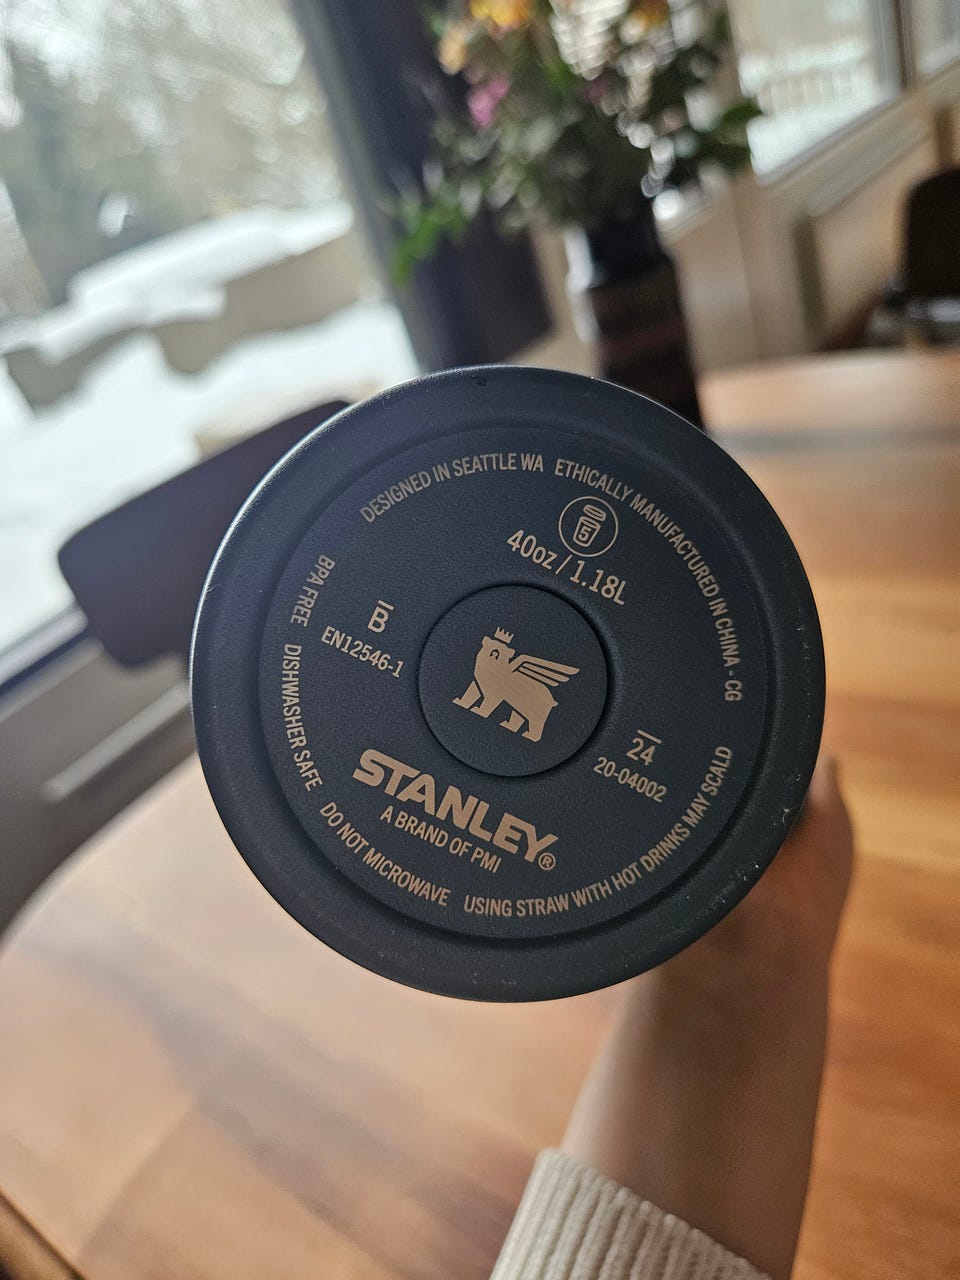 DESIGNED IN SEATTLE WA
ETHICALLY MANUFACTURED IN CHINA - CG
5
40oz / 1.18L
BPA FREE
B
EN12546-1
DISHWASHER SAFE
24
20-04002
STANLEY®
A BRAND OF PMI
DO NOT MICROWAVE
USING STRAW WITH HOT DRINKS MAY SCALD